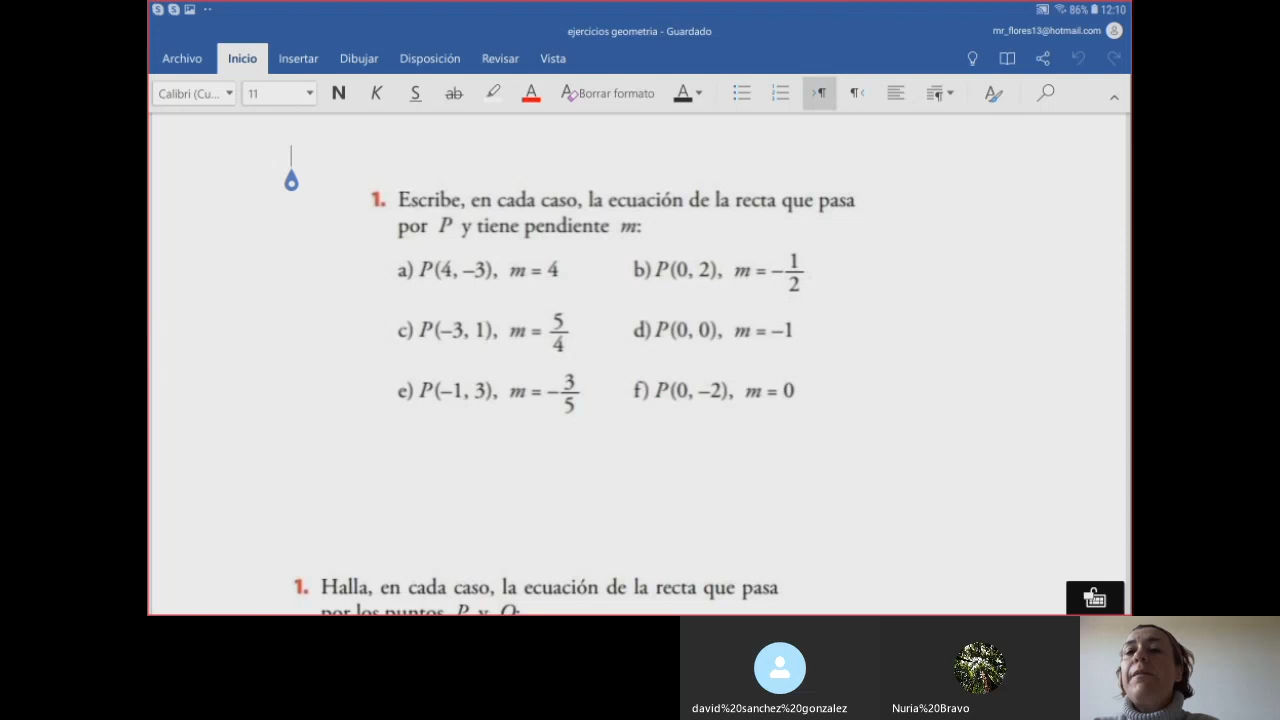 86% 12:10
ejercicios geometria - Guardado
mr_flores13@hotmail.com
Archivo Inicio Insertar Dibujar Disposición Revisar Vista
Calibri (Cu... 11 N K S ab A Borrar formato A
1. Escribe, en cada caso, la ecuación de la recta que pasa
por P y tiene pendiente m:
a) P(4, –3), m = 4 b) P(0, 2), m = –1/2
c) P(–3, 1), m = 5/4 d) P(0, 0), m = –1
e) P(–1, 3), m = –3/5 f) P(0, –2), m = 0
1. Halla, en cada caso, la ecuación de la recta que pasa
por los puntos P y Q:
david%20sanchez%20gonzalez Nuria%20Bravo